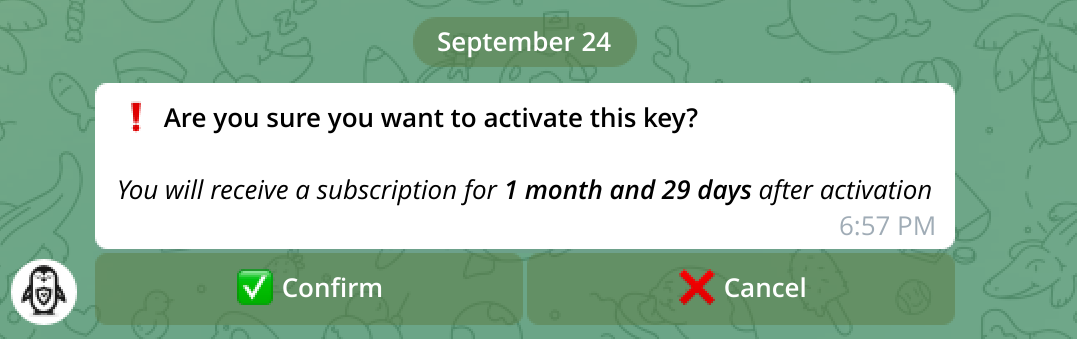 September 24
❗ Are you sure you want to activate this key?
You will receive a subscription for 1 month and 29 days after activation
6:57 PM
✅ Confirm
❌ Cancel